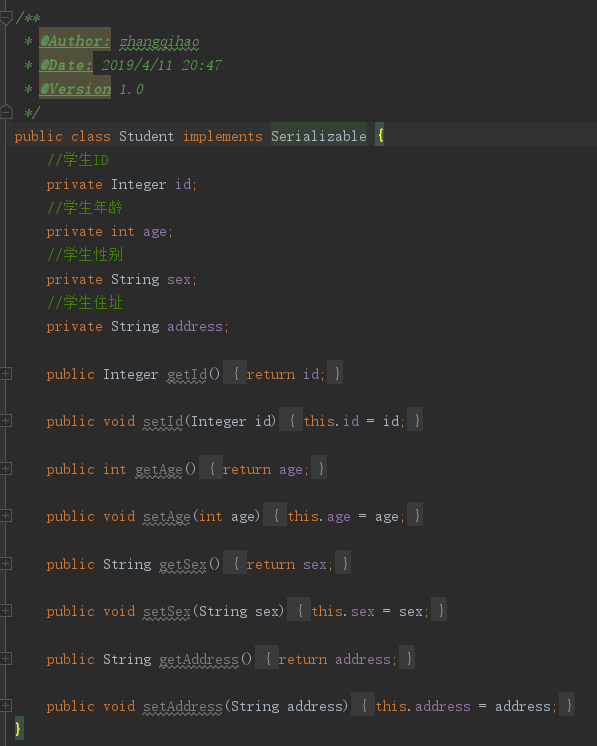 /**
 * @Author: zhangqihao
 * @Date: 2019/4/11 20:47
 * @Version 1.0
 */
public class Student implements Serializable {
    //学生ID
    private Integer id;
    //学生年龄
    private int age;
    //学生性别
    private String sex;
    //学生住址
    private String address;

    public Integer getId() { return id; }

    public void setId(Integer id) { this.id = id; }

    public int getAge() { return age; }

    public void setAge(int age) { this.age = age; }

    public String getSex() { return sex; }

    public void setSex(String sex) { this.sex = sex; }

    public String getAddress() { return address; }

    public void setAddress(String address) { this.address = address; }
}